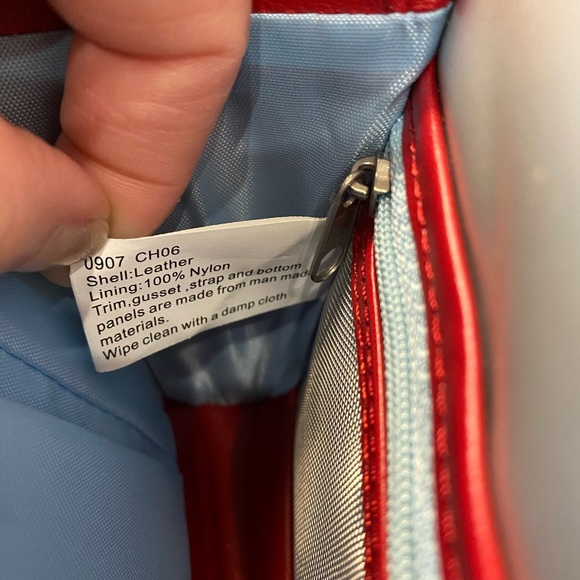 0907 CH06
Shell:Leather
Lining:100% Nylon
Trim,gusset ,strap and bottom
panels are made from man made
materials.
Wipe clean with a damp cloth